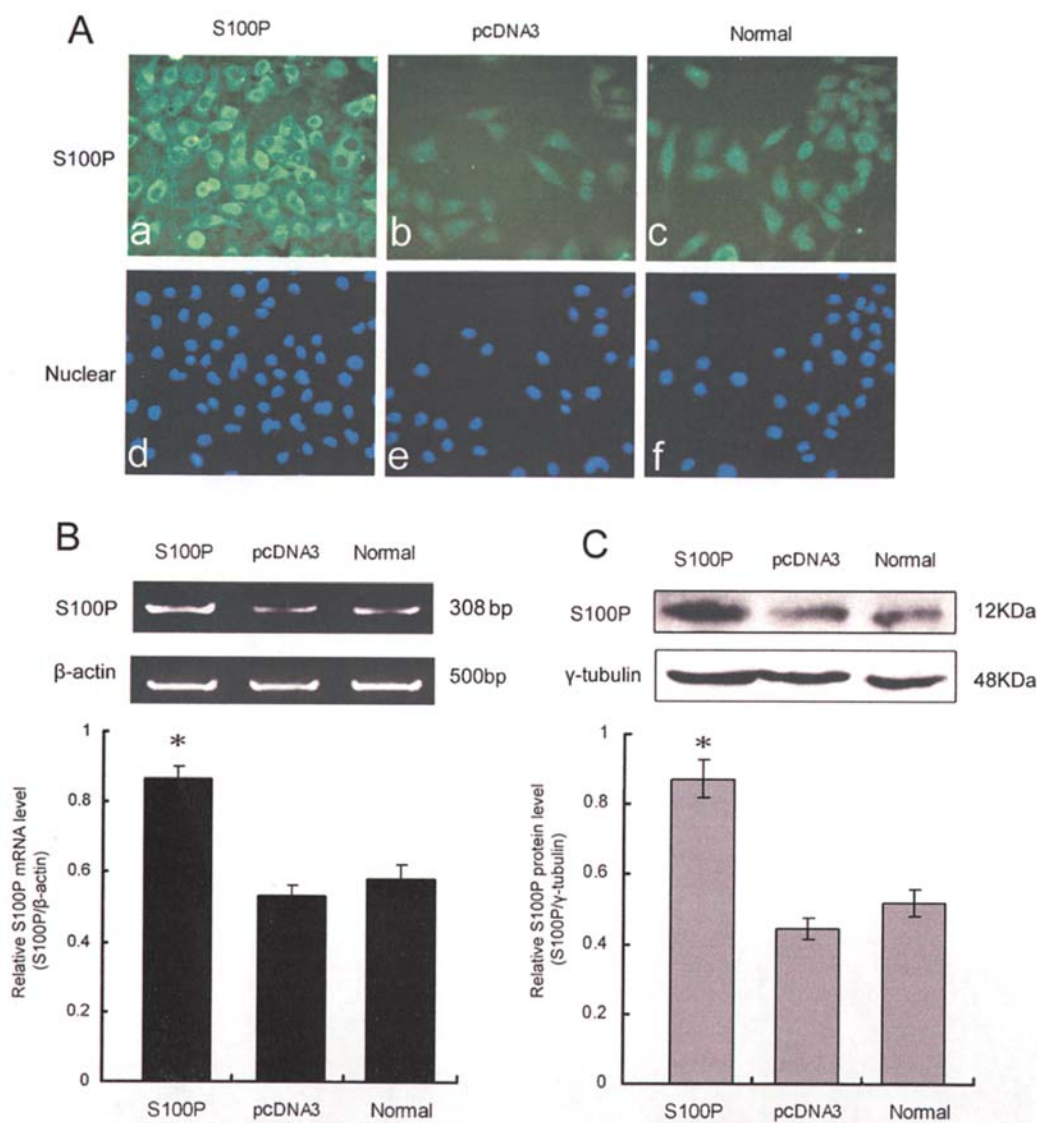 A
S100P pcDNA3 Normal
S100P
a b c
Nuclear
d e f
B
S100P pcDNA3 Normal
S100P 308 bp
β-actin 500bp
Relative S100P mRNA level
(S100P/β-actin)
1
*
0.8
0.6
0.4
0.2
0
S100P pcDNA3 Normal
C
S100P pcDNA3 Normal
S100P 12KDa
γ-tubulin 48KDa
Relative S100P protein level
(S100P/γ-tubulin)
1
*
0.8
0.6
0.4
0.2
0
S100P pcDNA3 Normal